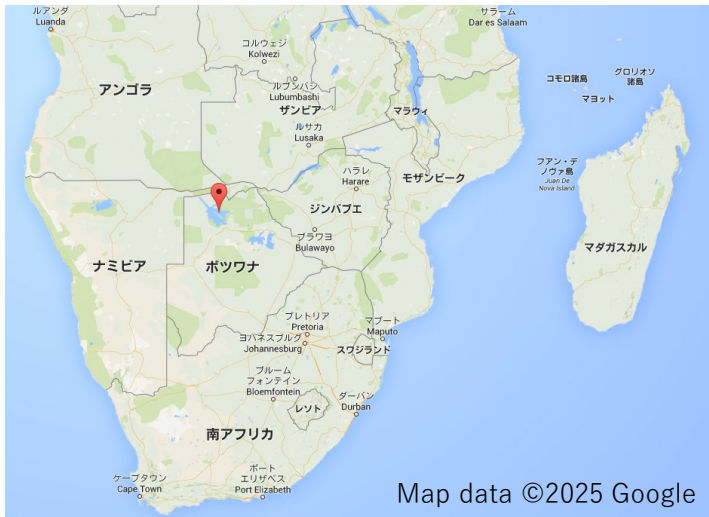 ルアンダ
Luanda
サラーム
Dar es Salaam
コルウェジ
Kolwezi
アンゴラ
ルブンバシ
Lubumbashi
ザンビア
マラウィ
コモロ諸島
グロリオソ
諸島
マヨット
ルサカ
Lusaka
ハラレ
Harare
モザンビーク
フアン・デ
ノヴァ島
Juan De
Nova Island
ジンバブエ
ブラワヨ
Bulawayo
マダガスカル
ナミビア
ボツワナ
プレトリア
Pretoria
マプート
Maputo
ヨハネスブルグ
Johannesburg
スワジランド
ブルーム
フォンテイン
Bloemfontein
レソト
ダーバン
Durban
南アフリカ
ケープタウン
Cape Town
ポート
エリザベス
Port Elizabeth
Map data ©2025 Google